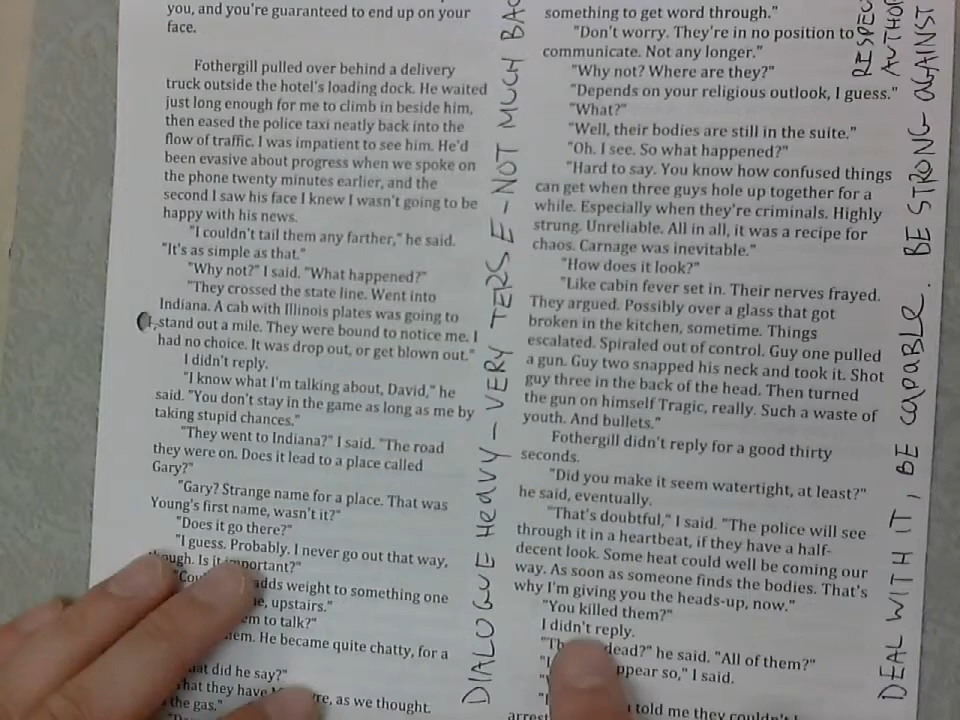 you, and you're guaranteed to end up on your
face.
Fothergill pulled over behind a delivery
truck outside the hotel's loading dock. He waited
just long enough for me to climb in beside him,
then eased the police taxi neatly back into the
flow of traffic. I was impatient to see him. He'd
been evasive about progress when we spoke on
the phone twenty minutes earlier, and the
second I saw his face I knew I wasn't going to be
happy with his news.
"I couldn't tail them any farther," he said.
"It's as simple as that."
"Why not?" I said. "What happened?"
"They crossed the state line. Went into
Indiana. A cab with Illinois plates was going to
stand out a mile. They were bound to notice me. I
had no choice. It was drop out, or get blown out."
I didn't reply.
"I know what I'm talking about, David," he
said. "You don't stay in the game as long as me by
taking stupid chances."
"They went to Indiana?" I said. "The road
they were on. Does it lead to a place called
Gary?"
"Gary? Strange name for a place. That was
Young's first name, wasn't it?"
"Does it go there?"
"I guess. Probably. I never go out that way,
Is it important?"
adds weight to something one
upstairs."
to talk?"
He became quite chatty, for a
did he say?"
they have as we thought.
the gas."
DIALOGUE HEAVY - VERY TERSE - NOT MUCH
something to get word through."
"Don't worry. They're in no position to
communicate. Not any longer."
"Why not? Where are they?"
"Depends on your religious outlook, I guess."
"What?"
"Well, their bodies are still in the suite."
"Oh. I see. So what happened?"
"Hard to say. You know how confused things
can get when three guys hole up together for a
while. Especially when they're criminals. Highly
strung. Unreliable. All in all, it was a recipe for
chaos. Carnage was inevitable."
"How does it look?"
"Like cabin fever set in. Their nerves frayed.
They argued. Possibly over a glass that got
broken in the kitchen, sometime. Things
escalated. Spiraled out of control. Guy one pulled
a gun. Guy two snapped his neck and took it. Shot
guy three in the back of the head. Then turned
the gun on himself Tragic, really. Such a waste of
youth. And bullets."
Fothergill didn't reply for a good thirty
seconds.
"Did you make it seem watertight, at least?"
he said, eventually.
"That's doubtful," I said. "The police will see
through it in a heartbeat, if they have a half-
decent look. Some heat could well be coming our
way. As soon as someone finds the bodies. That's
why I'm giving you the heads-up, now."
"You killed them?"
I didn't reply.
dead?" he said. "All of them?"
appear so," I said.
told me they couldn't
arrest
DEAL WITH IT, BE CAPABLE. BE STRONG AGAINST